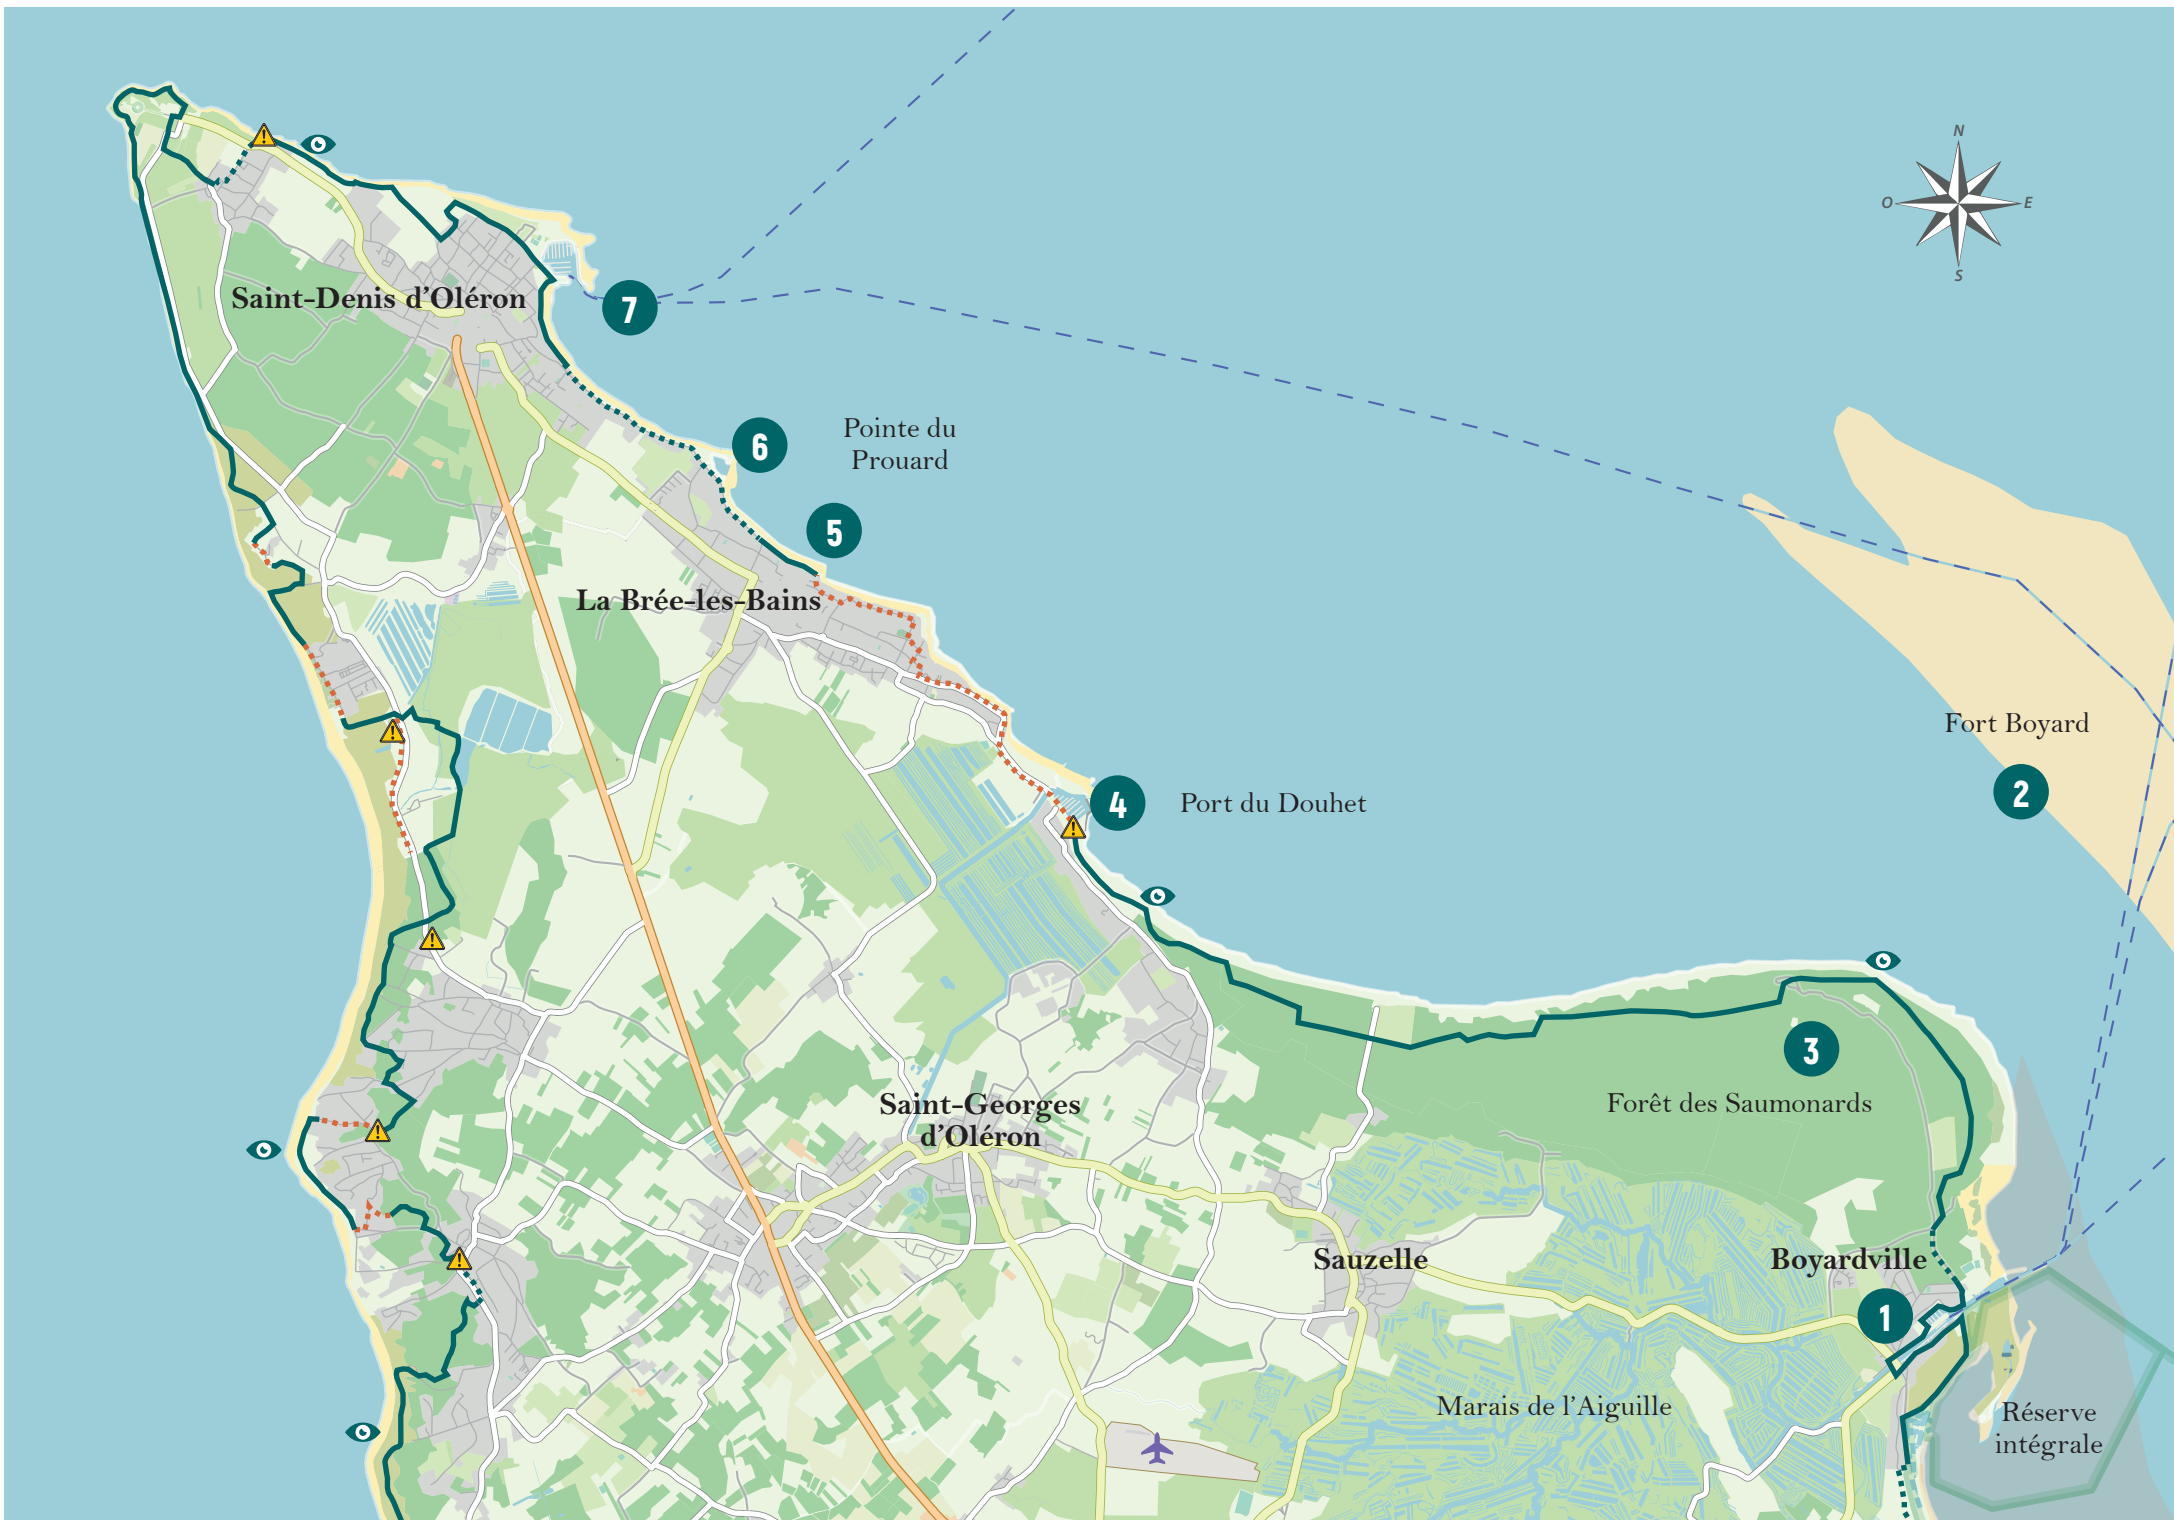 N
O
E
S
Saint-Denis d'Oléron
7
6
Pointe du
Prouard
5
La Brée-les-Bains
Fort Boyard
2
4
Port du Douhet
3
Forêt des Saumonards
Saint-Georges
d'Oléron
Sauzelle
Boyardville
1
Marais de l'Aiguille
Réserve
intégrale